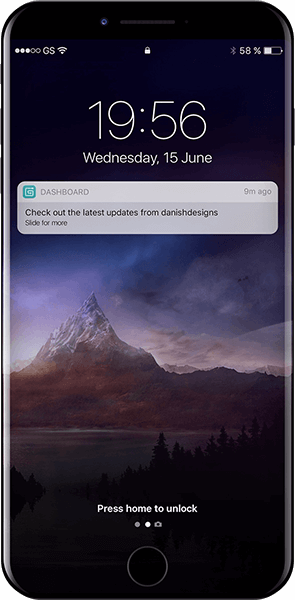 GS 58 %
19:56
Wednesday, 15 June
DASHBOARD 9m ago
Check out the latest updates from danishdesigns
Slide for more
Press home to unlock